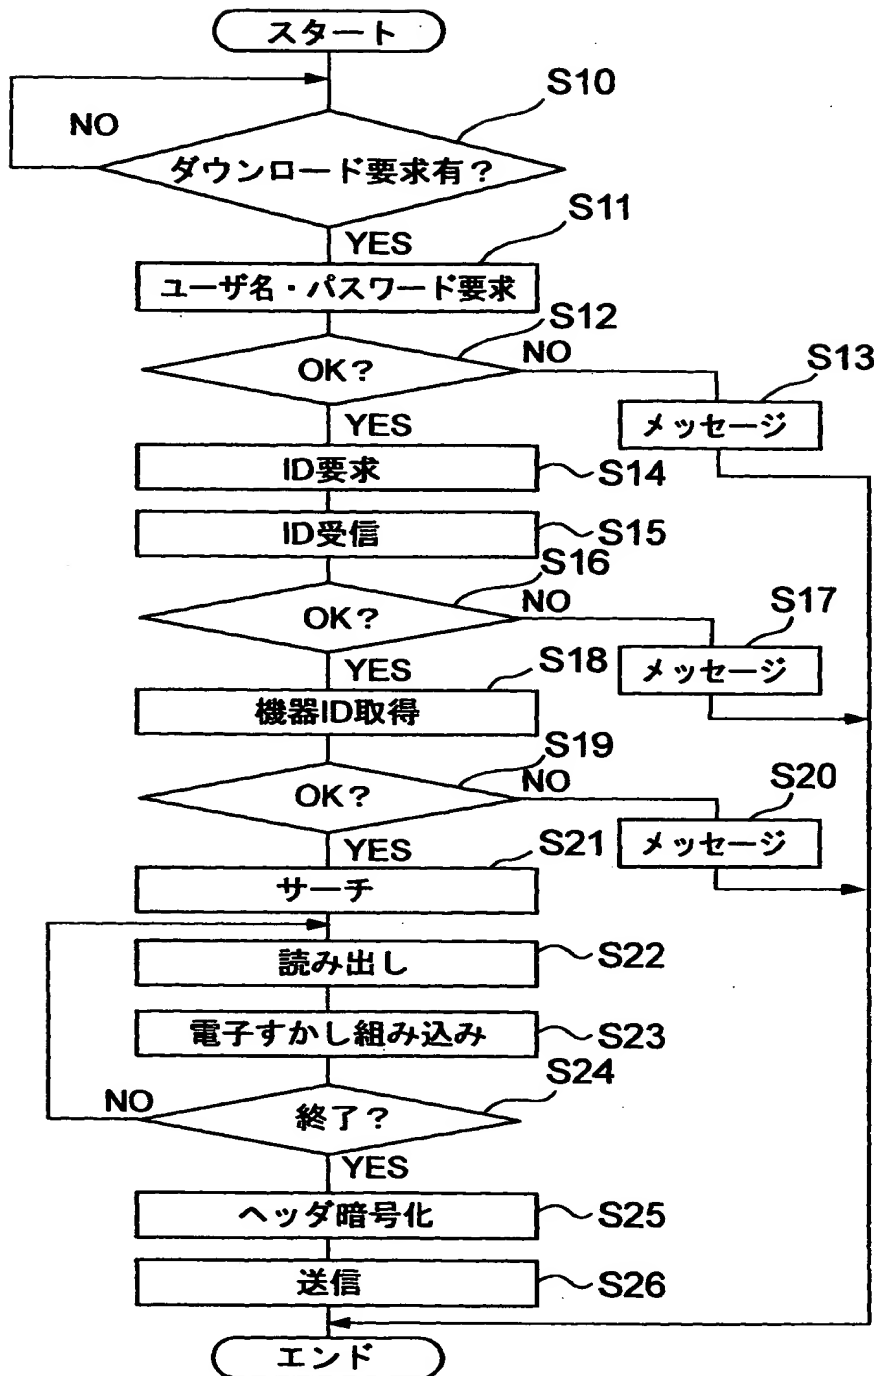 スタート
S10
NO
ダウンロード要求有?
S11
YES
ユーザ名・パスワード要求
S12
OK?
NO
S13
YES
メッセージ
ID要求
S14
ID受信
S15
S16
OK?
NO
S17
YES
S18
メッセージ
機器ID取得
S19
OK?
NO
S20
YES
S21
メッセージ
サーチ
読み出し
S22
電子すかし組み込み
S23
S24
NO
終了?
YES
ヘッダ暗号化
S25
送信
S26
エンド